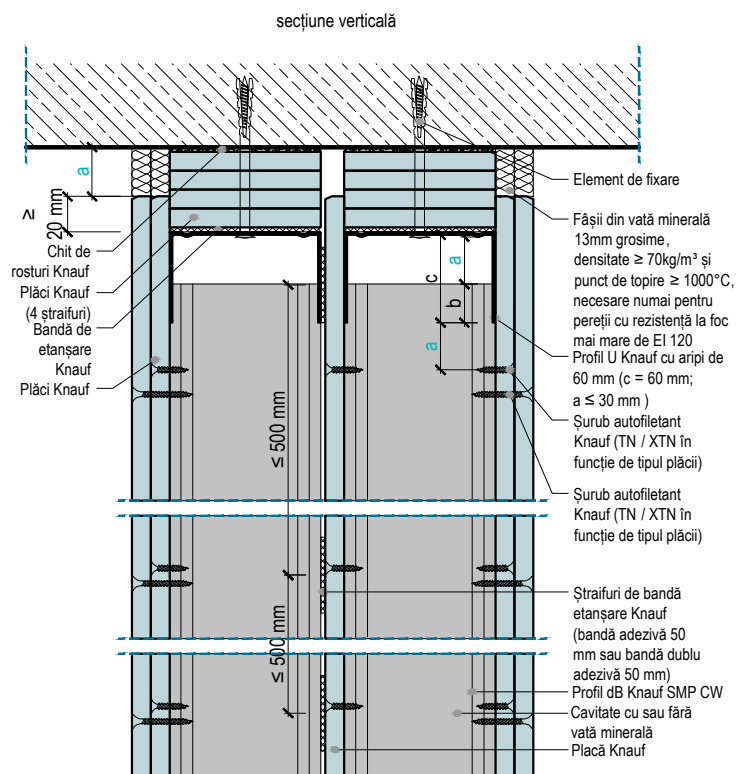 secțiune verticală
a
≥
20 mm
Chit de
rosturi Knauf
Plăci Knauf
(4 straifuri)
Bandă de
etanșare
Knauf
Plăci Knauf
c
a
b
a
≤ 500 mm
≤ 500 mm
Element de fixare
Fâșii din vată minerală
13mm grosime,
densitate ≥ 70kg/m³ și
punct de topire ≥ 1000°C,
necesare numai pentru
pereții cu rezistență la foc
mai mare de EI 120
Profil U Knauf cu aripi de
60 mm (c = 60 mm;
a ≤ 30 mm )
Șurub autofiletant
Knauf (TN / XTN în
funcție de tipul plăcii)
Șurub autofiletant
Knauf (TN / XTN în
funcție de tipul plăcii)
Ștraifuri de bandă
etanșare Knauf
(bandă adezivă 50
mm sau bandă dublu
adezivă 50 mm)
Profil dB Knauf SMP CW
Cavitate cu sau fără
vată minerală
Placă Knauf